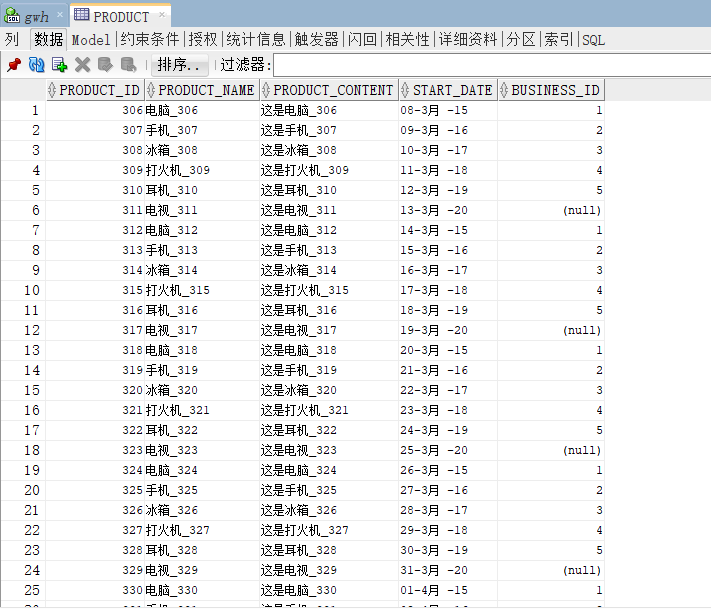 gwh × PRODUCT ×
列 数据 Model 约束条件 授权 统计信息 触发器 闪回 相关性 详细资料 分区 索引 SQL
排序.. 过滤器:
PRODUCT_ID PRODUCT_NAME PRODUCT_CONTENT START_DATE BUSINESS_ID
1 306 电脑_306 这是电脑_306 08-3月 -15 1
2 307 手机_307 这是手机_307 09-3月 -16 2
3 308 冰箱_308 这是冰箱_308 10-3月 -17 3
4 309 打火机_309 这是打火机_309 11-3月 -18 4
5 310 耳机_310 这是耳机_310 12-3月 -19 5
6 311 电视_311 这是电视_311 13-3月 -20 (null)
7 312 电脑_312 这是电脑_312 14-3月 -15 1
8 313 手机_313 这是手机_313 15-3月 -16 2
9 314 冰箱_314 这是冰箱_314 16-3月 -17 3
10 315 打火机_315 这是打火机_315 17-3月 -18 4
11 316 耳机_316 这是耳机_316 18-3月 -19 5
12 317 电视_317 这是电视_317 19-3月 -20 (null)
13 318 电脑_318 这是电脑_318 20-3月 -15 1
14 319 手机_319 这是手机_319 21-3月 -16 2
15 320 冰箱_320 这是冰箱_320 22-3月 -17 3
16 321 打火机_321 这是打火机_321 23-3月 -18 4
17 322 耳机_322 这是耳机_322 24-3月 -19 5
18 323 电视_323 这是电视_323 25-3月 -20 (null)
19 324 电脑_324 这是电脑_324 26-3月 -15 1
20 325 手机_325 这是手机_325 27-3月 -16 2
21 326 冰箱_326 这是冰箱_326 28-3月 -17 3
22 327 打火机_327 这是打火机_327 29-3月 -18 4
23 328 耳机_328 这是耳机_328 30-3月 -19 5
24 329 电视_329 这是电视_329 31-3月 -20 (null)
25 330 电脑_330 这是电脑_330 01-4月 -15 1